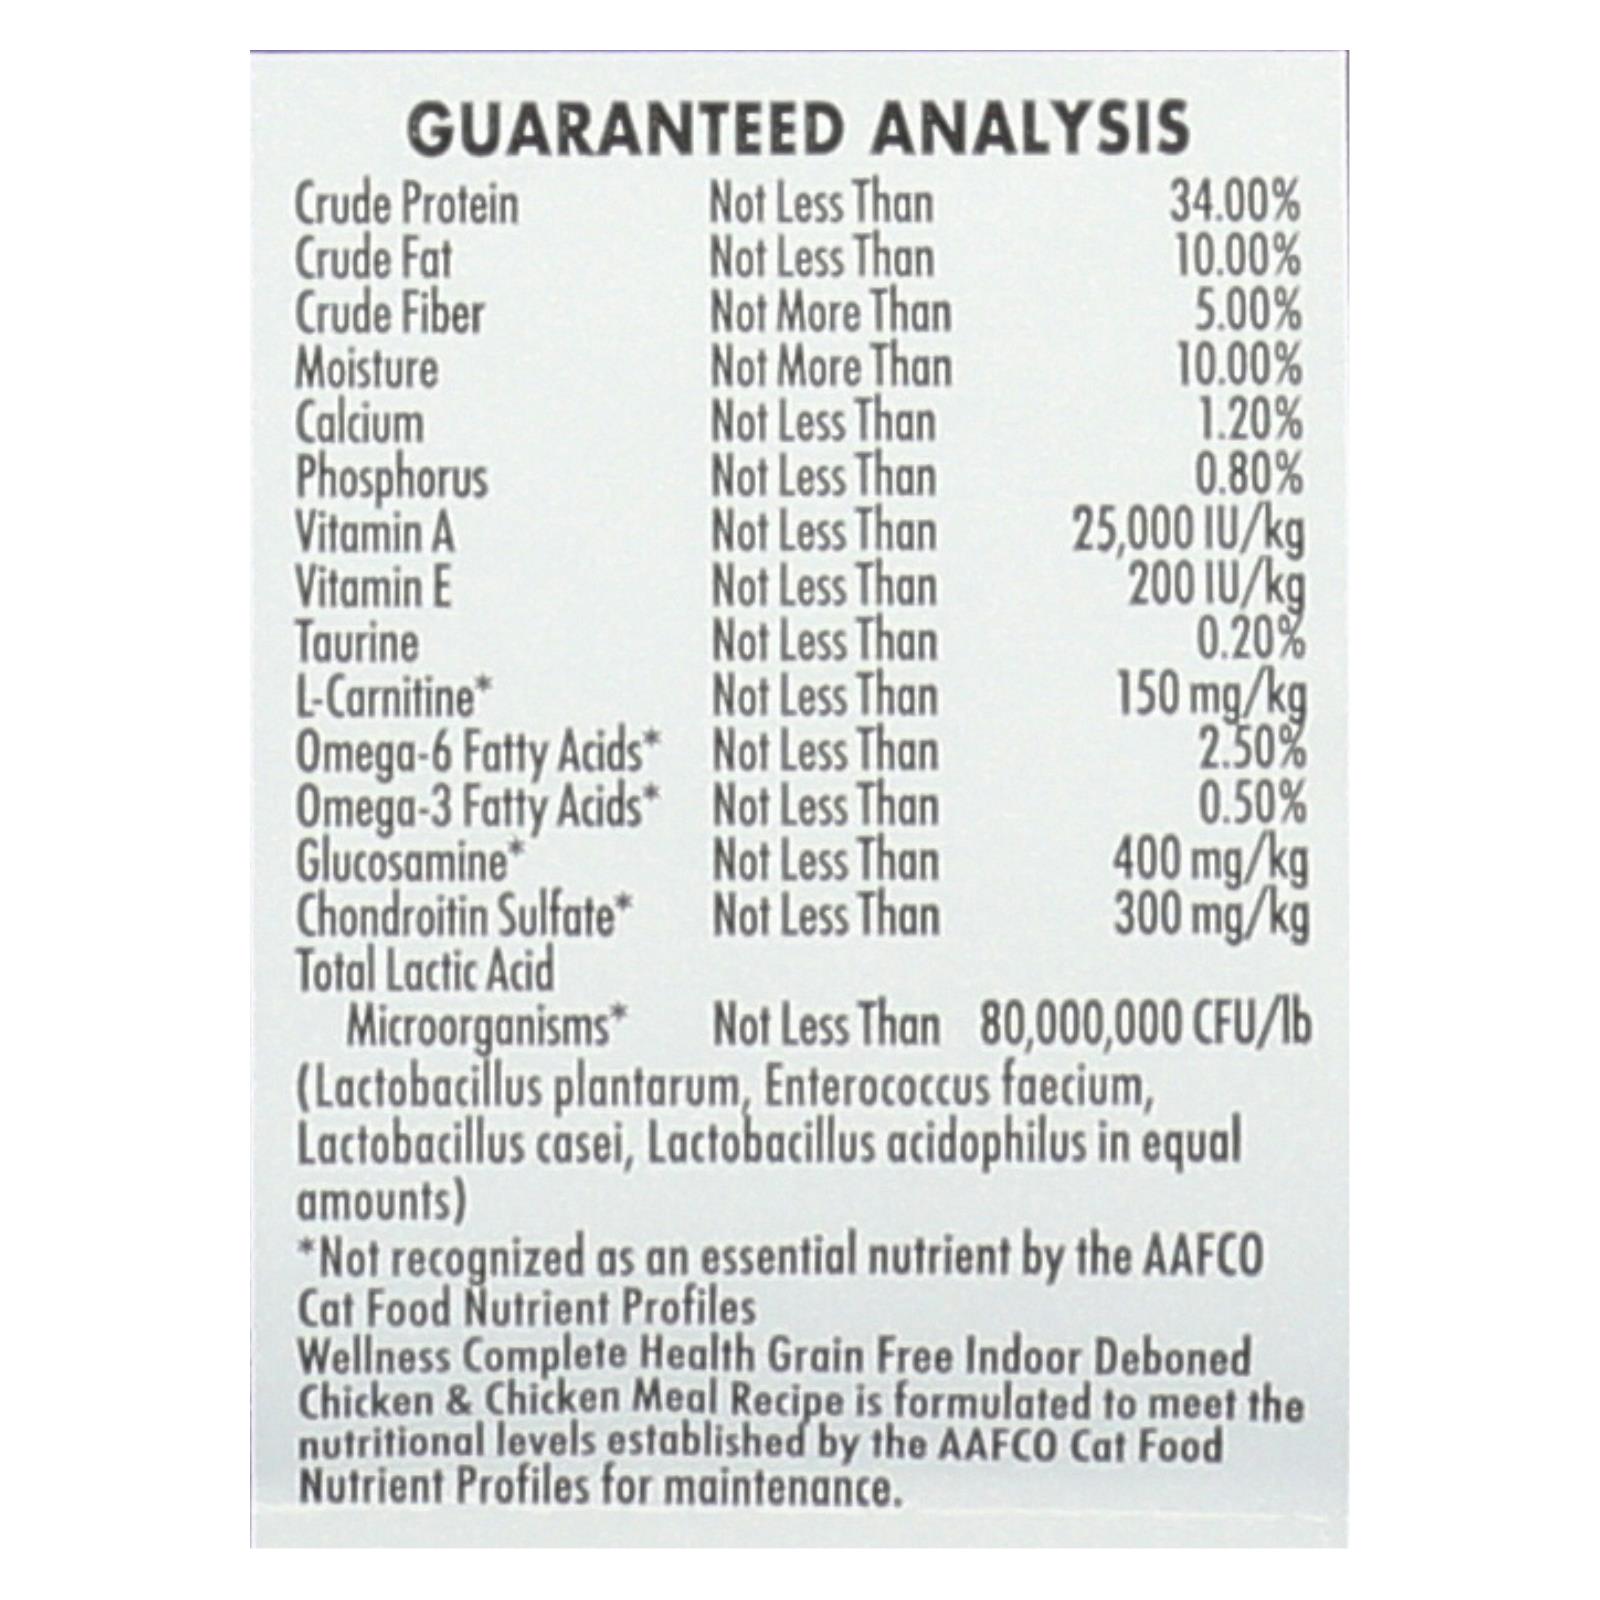 GUARANTEED ANALYSIS
Crude Protein Not Less Than 34.00%
Crude Fat Not Less Than 10.00%
Crude Fiber Not More Than 5.00%
Moisture Not More Than 10.00%
Calcium Not Less Than 1.20%
Phosphorus Not Less Than 0.80%
Vitamin A Not Less Than 25,000 IU/kg
Vitamin E Not Less Than 200 IU/kg
Taurine Not Less Than 0.20%
L-Carnitine* Not Less Than 150 mg/kg
Omega-6 Fatty Acids* Not Less Than 2.50%
Omega-3 Fatty Acids* Not Less Than 0.50%
Glucosamine* Not Less Than 400 mg/kg
Chondroitin Sulfate* Not Less Than 300 mg/kg
Total Lactic Acid
Microorganisms* Not Less Than 80,000,000 CFU/lb
(Lactobacillus plantarum, Enterococcus faecium,
Lactobacillus casei, Lactobacillus acidophilus in equal
amounts)
*Not recognized as an essential nutrient by the AAFCO
Cat Food Nutrient Profiles
Wellness Complete Health Grain Free Indoor Deboned
Chicken & Chicken Meal Recipe is formulated to meet the
nutritional levels established by the AAFCO Cat Food
Nutrient Profiles for maintenance.